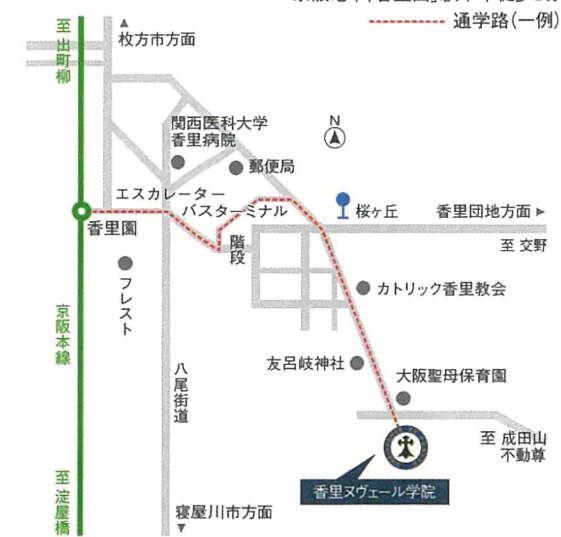 通学路(一例)
至 出町柳
枚方市方面
N
関西医科大学
香里病院
郵便局
エスカレーター
バスターミナル
桜ヶ丘
香里団地方面
至 交野
香里園
階段
フレスト
カトリック香里教会
京阪本線
友呂岐神社
八尾街道
大阪聖母保育園
至 成田山
不動尊
香里ヌヴェール学院
至 淀屋橋
寝屋川市方面